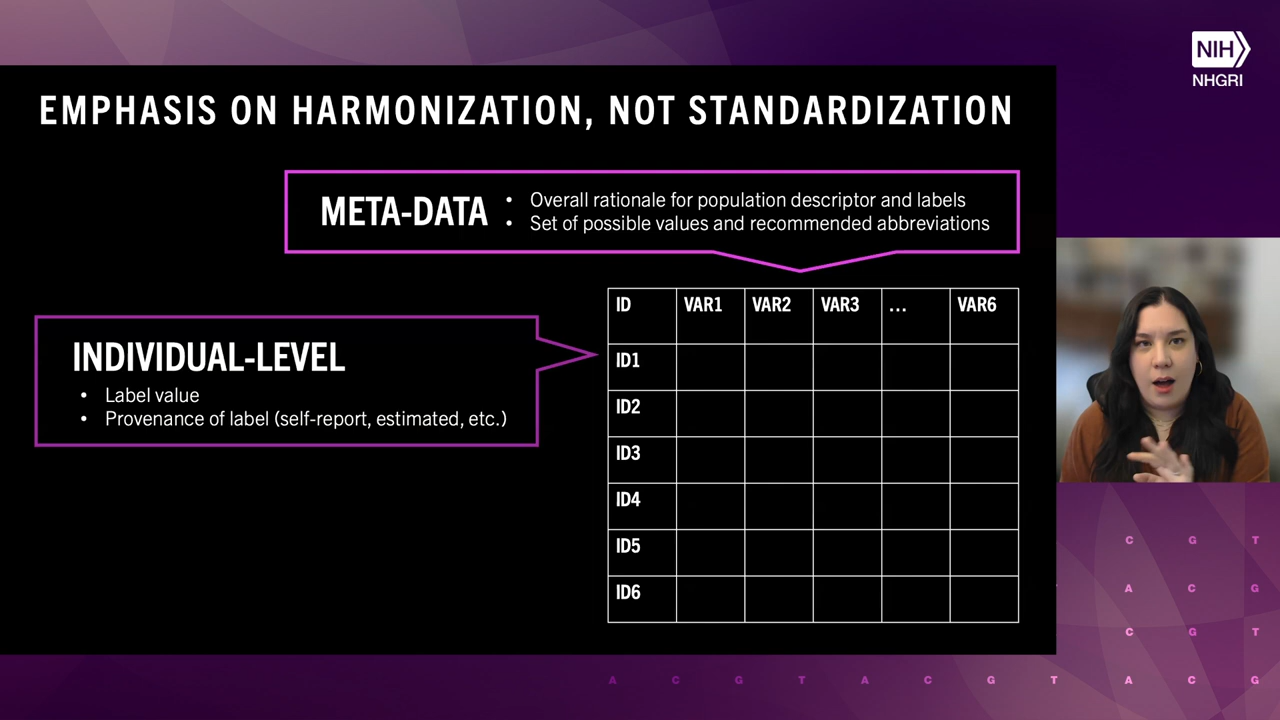 NIH
NHGRI
EMPHASIS ON HARMONIZATION, NOT STANDARDIZATION
META-DATA
• Overall rationale for population descriptor and labels
• Set of possible values and recommended abbreviations
INDIVIDUAL-LEVEL
• Label value
• Provenance of label (self-report, estimated, etc.)
ID VAR1 VAR2 VAR3 ... VAR6
ID1
ID2
ID3
ID4
ID5
ID6
C G T
A C G
C G T
A C G T A C G T A C G